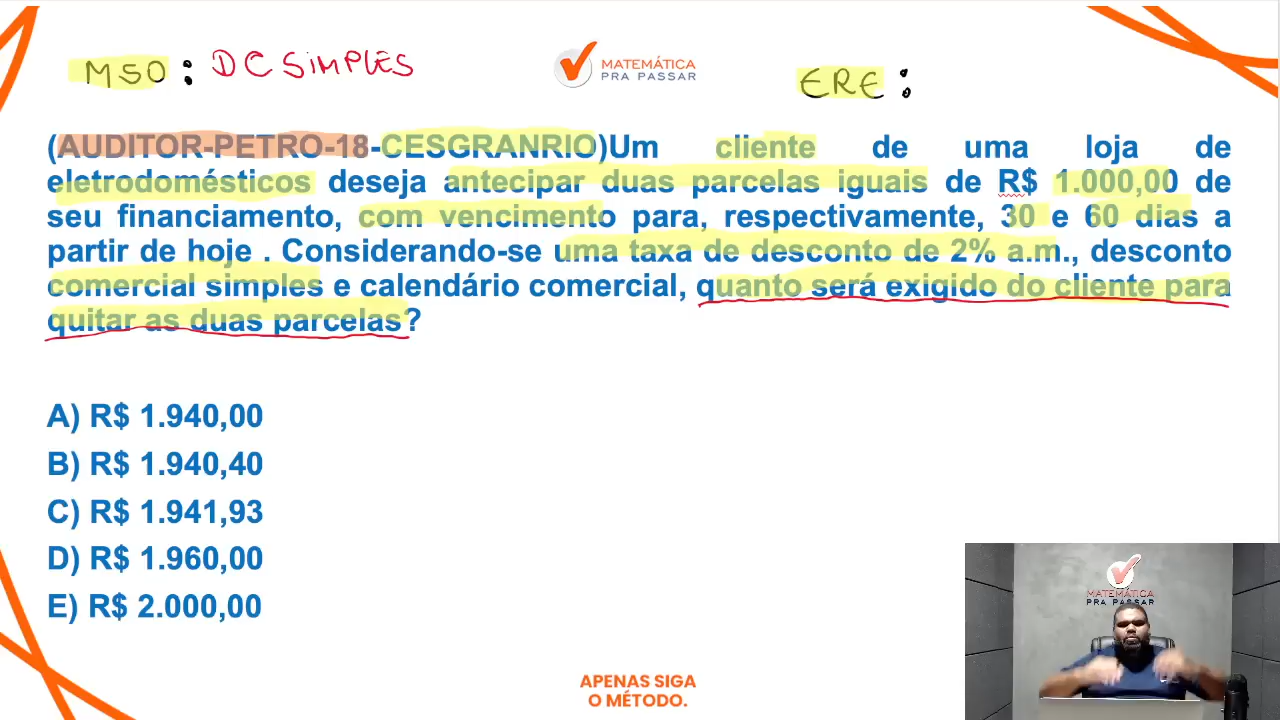 MSO : DC SIMPLES
MATEMÁTICA
PRA PASSAR
ERE :
(AUDITOR-PETRO-18-CESGRANRIO)Um cliente de uma loja de
eletrodomésticos deseja antecipar duas parcelas iguais de R$ 1.000,00 de
seu financiamento, com vencimento para, respectivamente, 30 e 60 dias a
partir de hoje . Considerando-se uma taxa de desconto de 2% a.m., desconto
comercial simples e calendário comercial, quanto será exigido do cliente para
quitar as duas parcelas?
A) R$ 1.940,00
B) R$ 1.940,40
C) R$ 1.941,93
D) R$ 1.960,00
E) R$ 2.000,00
MATEMÁTICA
PRA PASSAR
APENAS SIGA
O MÉTODO.